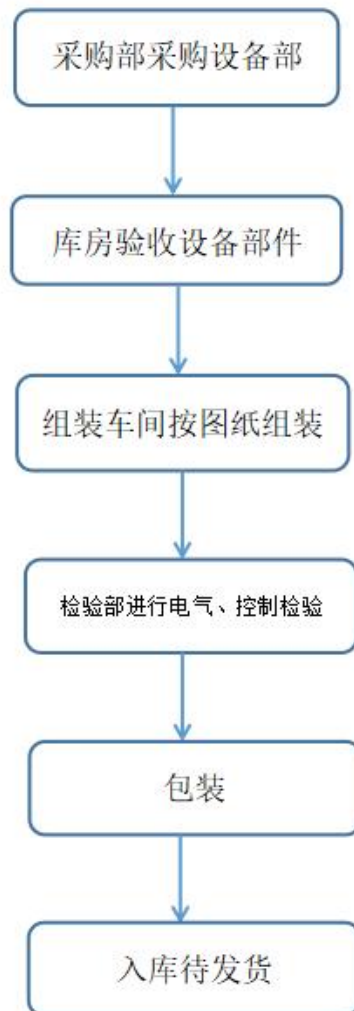 采购部采购设备部
库房验收设备部件
组装车间按图纸组装
检验部进行电气、控制检验
包装
入库待发货